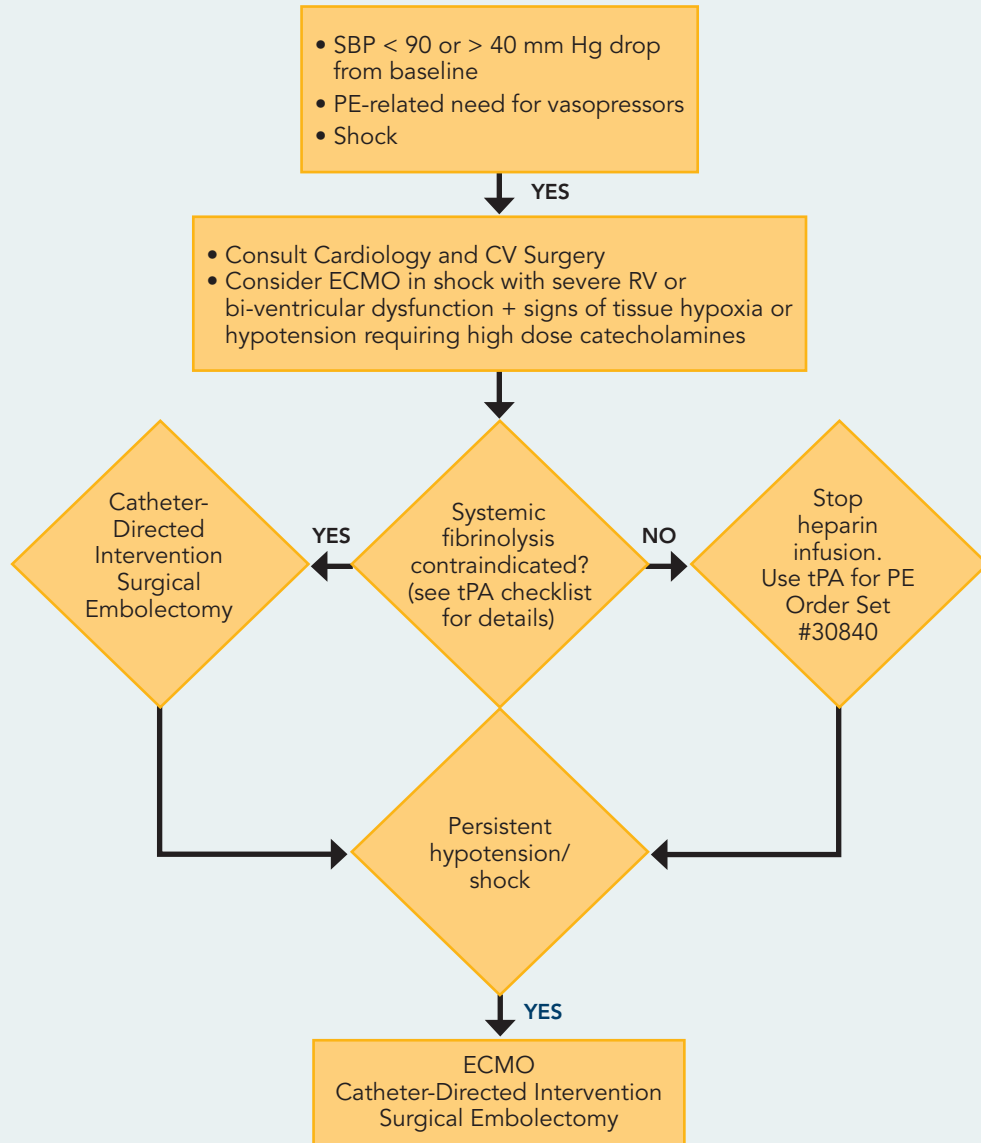 • SBP < 90 or > 40 mm Hg drop
from baseline
• PE-related need for vasopressors
• Shock
YES
• Consult Cardiology and CV Surgery
• Consider ECMO in shock with severe RV or
bi-ventricular dysfunction + signs of tissue hypoxia or
hypotension requiring high dose catecholamines
Catheter-
Directed
Intervention
Surgical
Embolectomy
YES
Systemic
fibrinolysis
contraindicated?
(see tPA checklist
for details)
NO
Stop
heparin
infusion.
Use tPA for PE
Order Set
#30840
Persistent
hypotension/
shock
YES
ECMO
Catheter-Directed Intervention
Surgical Embolectomy